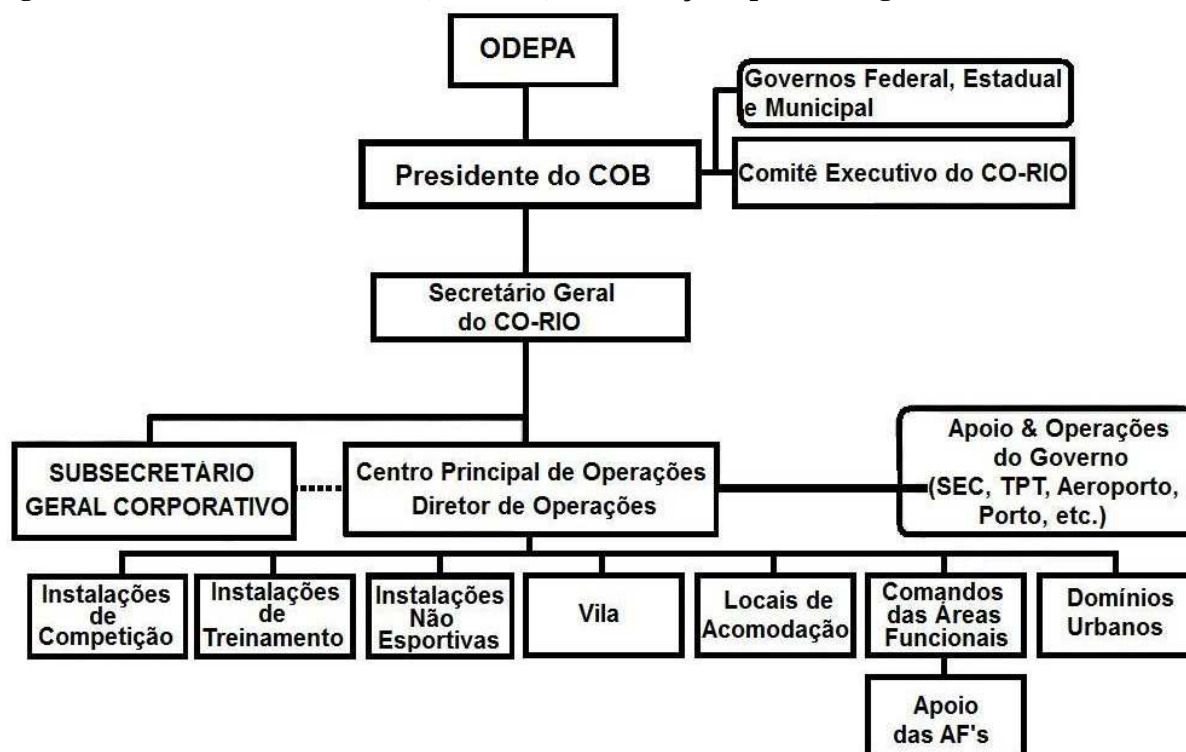 ODEPA
Governos Federal, Estadual
e Municipal
Presidente do COB
Comitê Executivo do CO-RIO
Secretário Geral
do CO-RIO
SUBSECRETÁRIO
GERAL CORPORATIVO
Centro Principal de Operações
Diretor de Operações
Apoio & Operações
do Governo
(SEC, TPT, Aeroporto,
Porto, etc.)
Instalações
de
Competição
Instalações
de
Treinamento
Instalações
Não
Esportivas
Vila
Locais de
Acomodação
Comandos
das Áreas
Funcionais
Domínios
Urbanos
Apoio
das AF's